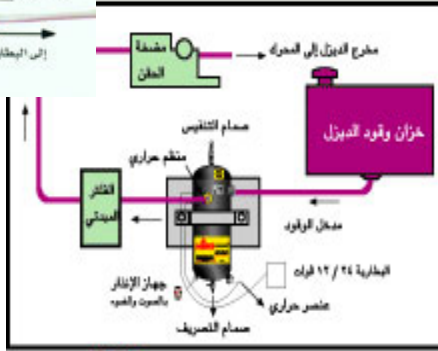 إلى البطار
مضخة
الحقن
مخرج الديزل إلى المحرك
صمام التنفيس
خزان وقود الديزل
منظم حراري
الفلتر
المبدئي
مدخل الوقود
البطارية ٢٤ / ١٢ فولت
جهاز الإنذار
بالصوت والضوء
عنصر حراري
صمام التصريف